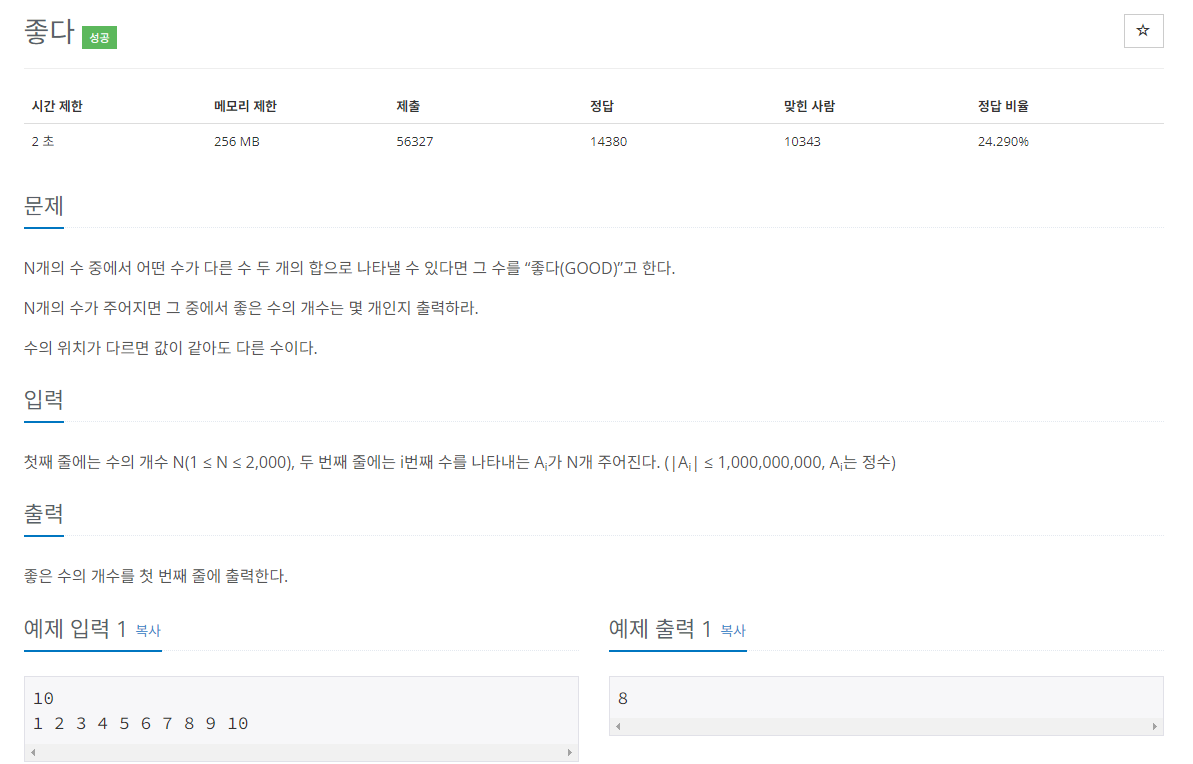 좋다 성공
☆
시간 제한 메모리 제한 제출 정답 맞힌 사람 정답 비율
2 초 256 MB 56327 14380 10343 24.290%
문제
N개의 수 중에서 어떤 수가 다른 수 두 개의 합으로 나타낼 수 있다면 그 수를 “좋다(GOOD)”고 한다.
N개의 수가 주어지면 그 중에서 좋은 수의 개수는 몇 개인지 출력하라.
수의 위치가 다르면 값이 같아도 다른 수이다.
입력
첫째 줄에는 수의 개수 N(1 ≤ N ≤ 2,000), 두 번째 줄에는 i번째 수를 나타내는 Aᵢ가 N개 주어진다. (|Aᵢ| ≤ 1,000,000,000, Aᵢ는 정수)
출력
좋은 수의 개수를 첫 번째 줄에 출력한다.
예제 입력 1 복사
10
1 2 3 4 5 6 7 8 9 10
예제 출력 1 복사
8